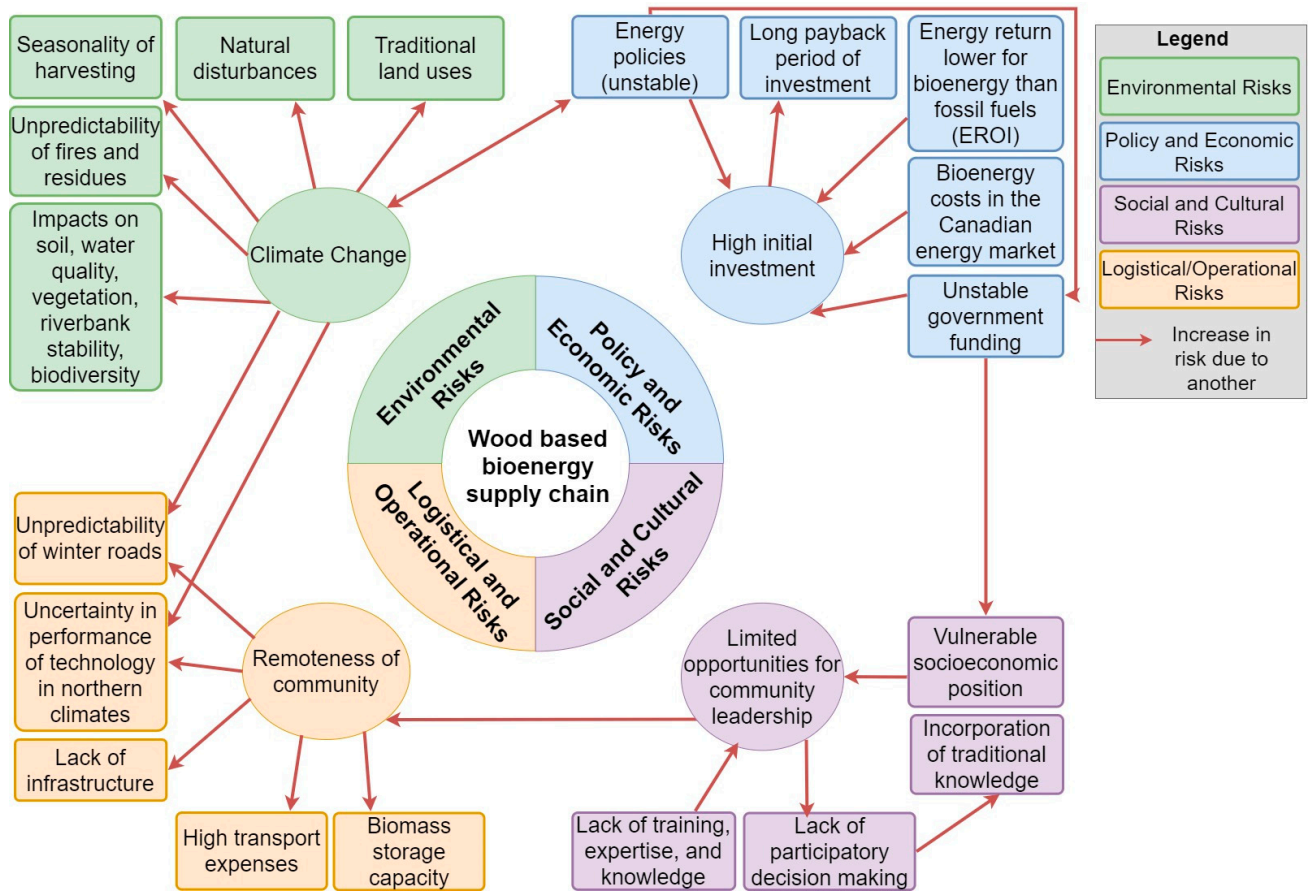 Seasonality of
harvesting
Natural
disturbances
Traditional
land uses
Energy
policies
(unstable)
Long payback
period of
investment
Energy return
lower for
bioenergy than
fossil fuels
(EROI)
Legend
Environmental Risks
Policy and Economic
Risks
Social and Cultural
Risks
Logistical/Operational
Risks
Increase in
risk due to
another
Unpredictability
of fires and
residues
Impacts on
soil, water
quality,
vegetation,
riverbank
stability,
biodiversity
Climate Change
High initial
investment
Bioenergy
costs in the
Canadian
energy market
Unstable
government
funding
Environmental
Risks
Policy and
Economic Risks
Wood based
bioenergy
supply chain
Logistical and
Operational Risks
Social and Cultural
Risks
Unpredictability
of winter roads
Uncertainty in
performance
of technology
in northern
climates
Lack of
infrastructure
Remoteness of
community
High transport
expenses
Biomass
storage
capacity
Limited
opportunities for
community
leadership
Vulnerable
socioeconomic
position
Incorporation
of traditional
knowledge
Lack of training,
expertise, and
knowledge
Lack of
participatory
decision making